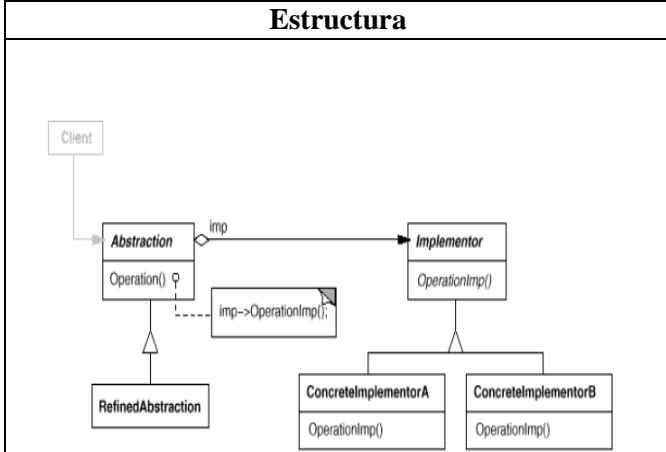 Estructura
Client
imp
Abstraction
Implementor
Operation()
OperationImp()
imp->OperationImp();
RefinedAbstraction
ConcreteImplementorA
ConcreteImplementorB
OperationImp()
OperationImp()